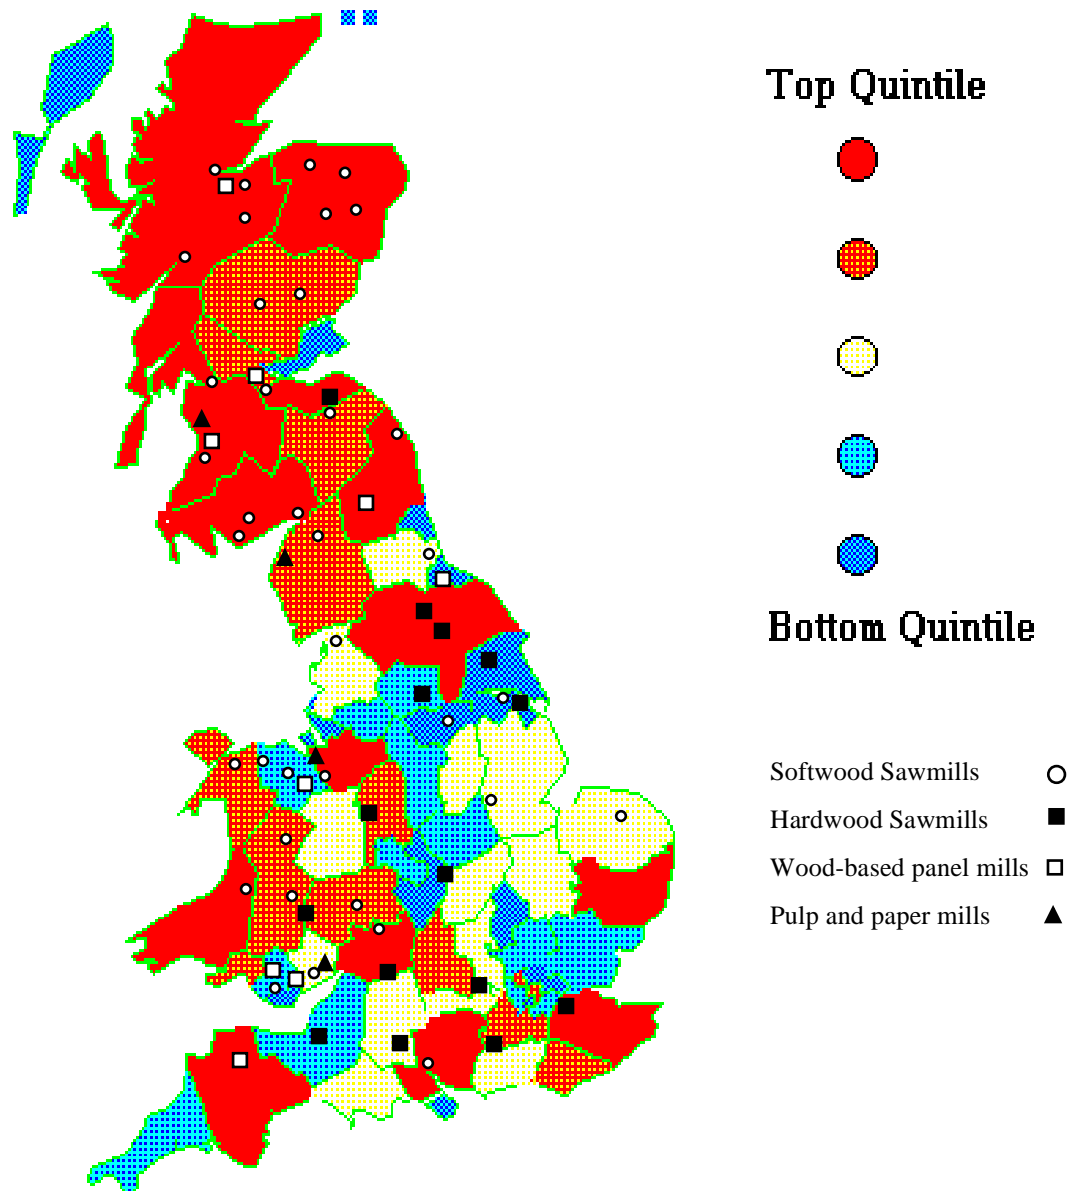 Top Quintile
Bottom Quintile
Softwood Sawmills
Hardwood Sawmills
Wood-based panel mills
Pulp and paper mills